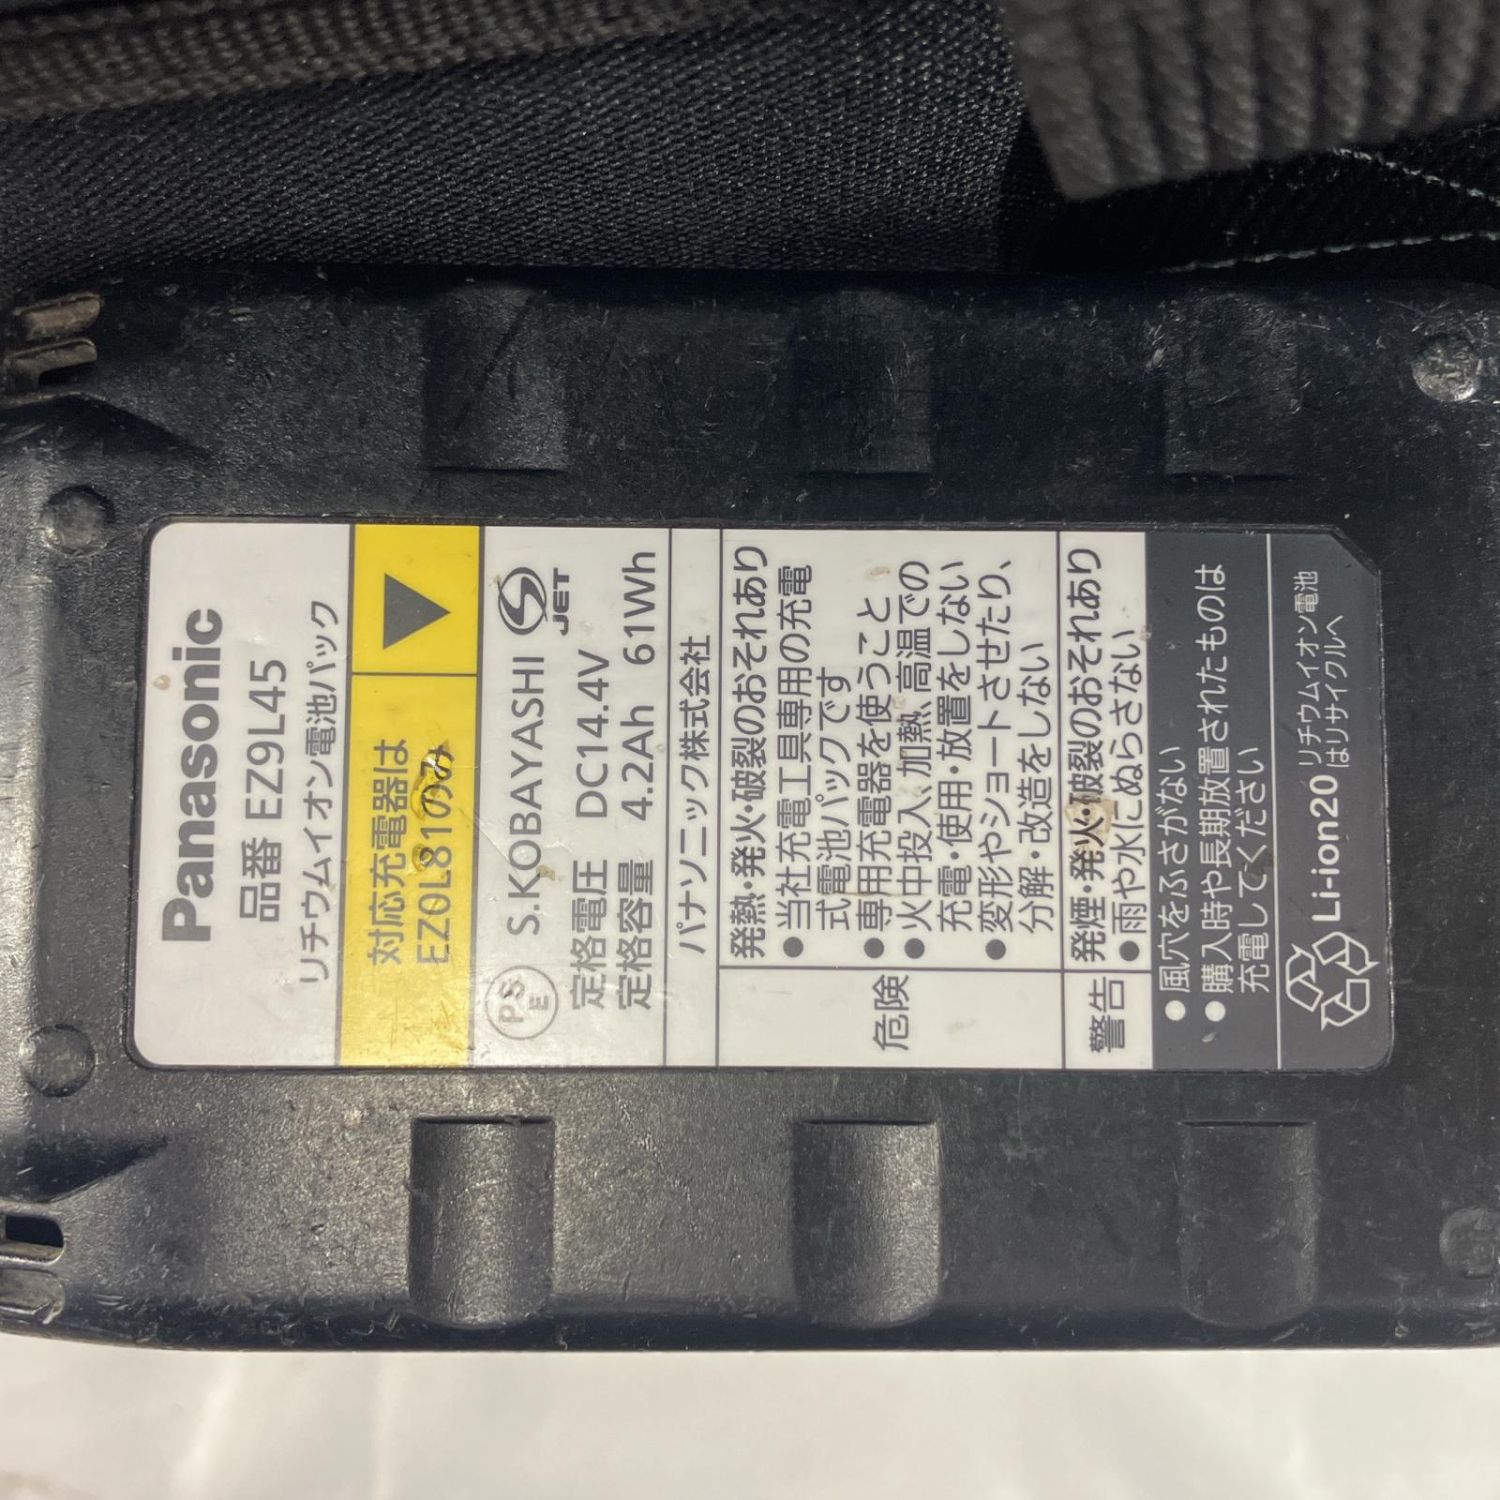 Panasonic
品番 EZ9L45
リチウムイオン電池パック
対応充電器は
EZ0L81のみ
PSE S.KOBAYASHI JET
定格電圧 DC14.4V
定格容量 4.2Ah 61Wh
パナソニック株式会社
危険
発熱・発火・破裂のおそれあり
●当社充電工具専用の充電
式電池パックです
●専用充電器を使うこと
●火中投入、加熱、高温での
充電・使用・放置をしない
●変形やショートさせたり、
分解・改造をしない
警告
発煙・発火・破裂のおそれあり
●雨や水にぬらさない
●風穴をふさがない
●購入時や長期放置されたものは
充電してください
Li-ion20 リチウムイオン電池
はリサイクルへ